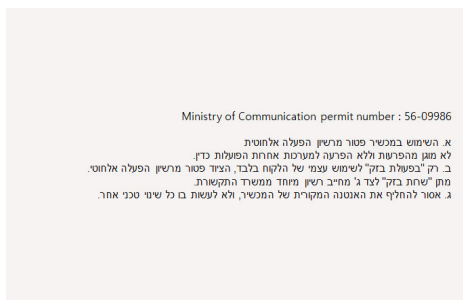 Ministry of Communication permit number : 56-09986
א. השימוש במכשיר פטור מרשיון הפעלה אלחוטית
לא מוגן מהפרעות וללא הפרעה למערכות אחרות הפועלות כדין.
ב. רק "בפעולת בזק" לשימוש עצמי של הלקוח בלבד, הציוד פטור מרשיון הפעלה אלחוטי.
מתן "שרות בזק" לצד ג' מחייב רשיון מיוחד ממשרד התקשורת.
ג. אסור להחליף את האנטנה המקורית של המכשיר, ולא לעשות בו כל שינוי טכני אחר.